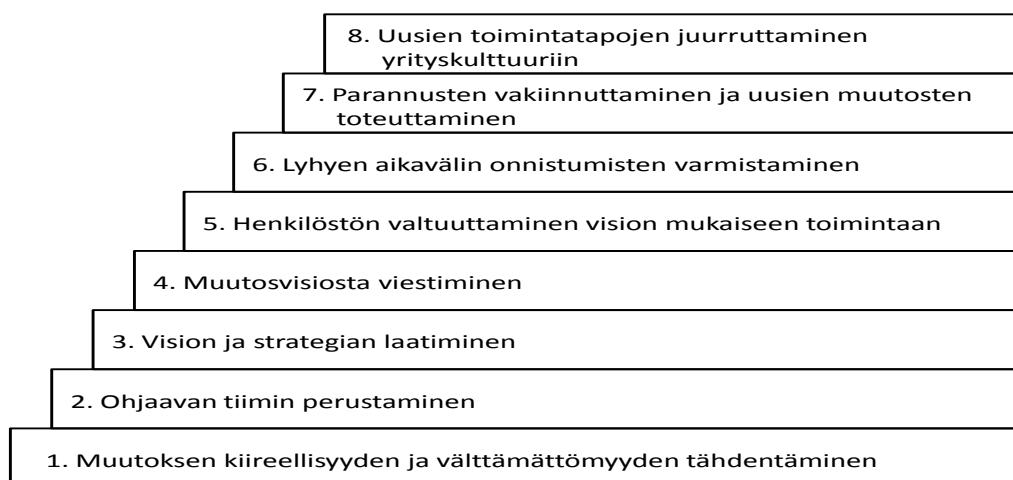 8. Uusien toimintatapojen juurruttaminen
yrityskulttuuriin
7. Parannusten vakiinnuttaminen ja uusien muutosten
toteuttaminen
6. Lyhyen aikavälin onnistumisten varmistaminen
5. Henkilöstön valtuuttaminen vision mukaiseen toimintaan
4. Muutosvisiosta viestiminen
3. Vision ja strategian laatiminen
2. Ohjaavan tiimin perustaminen
1. Muutoksen kiireellisyyden ja välttämättömyyden tähdentäminen